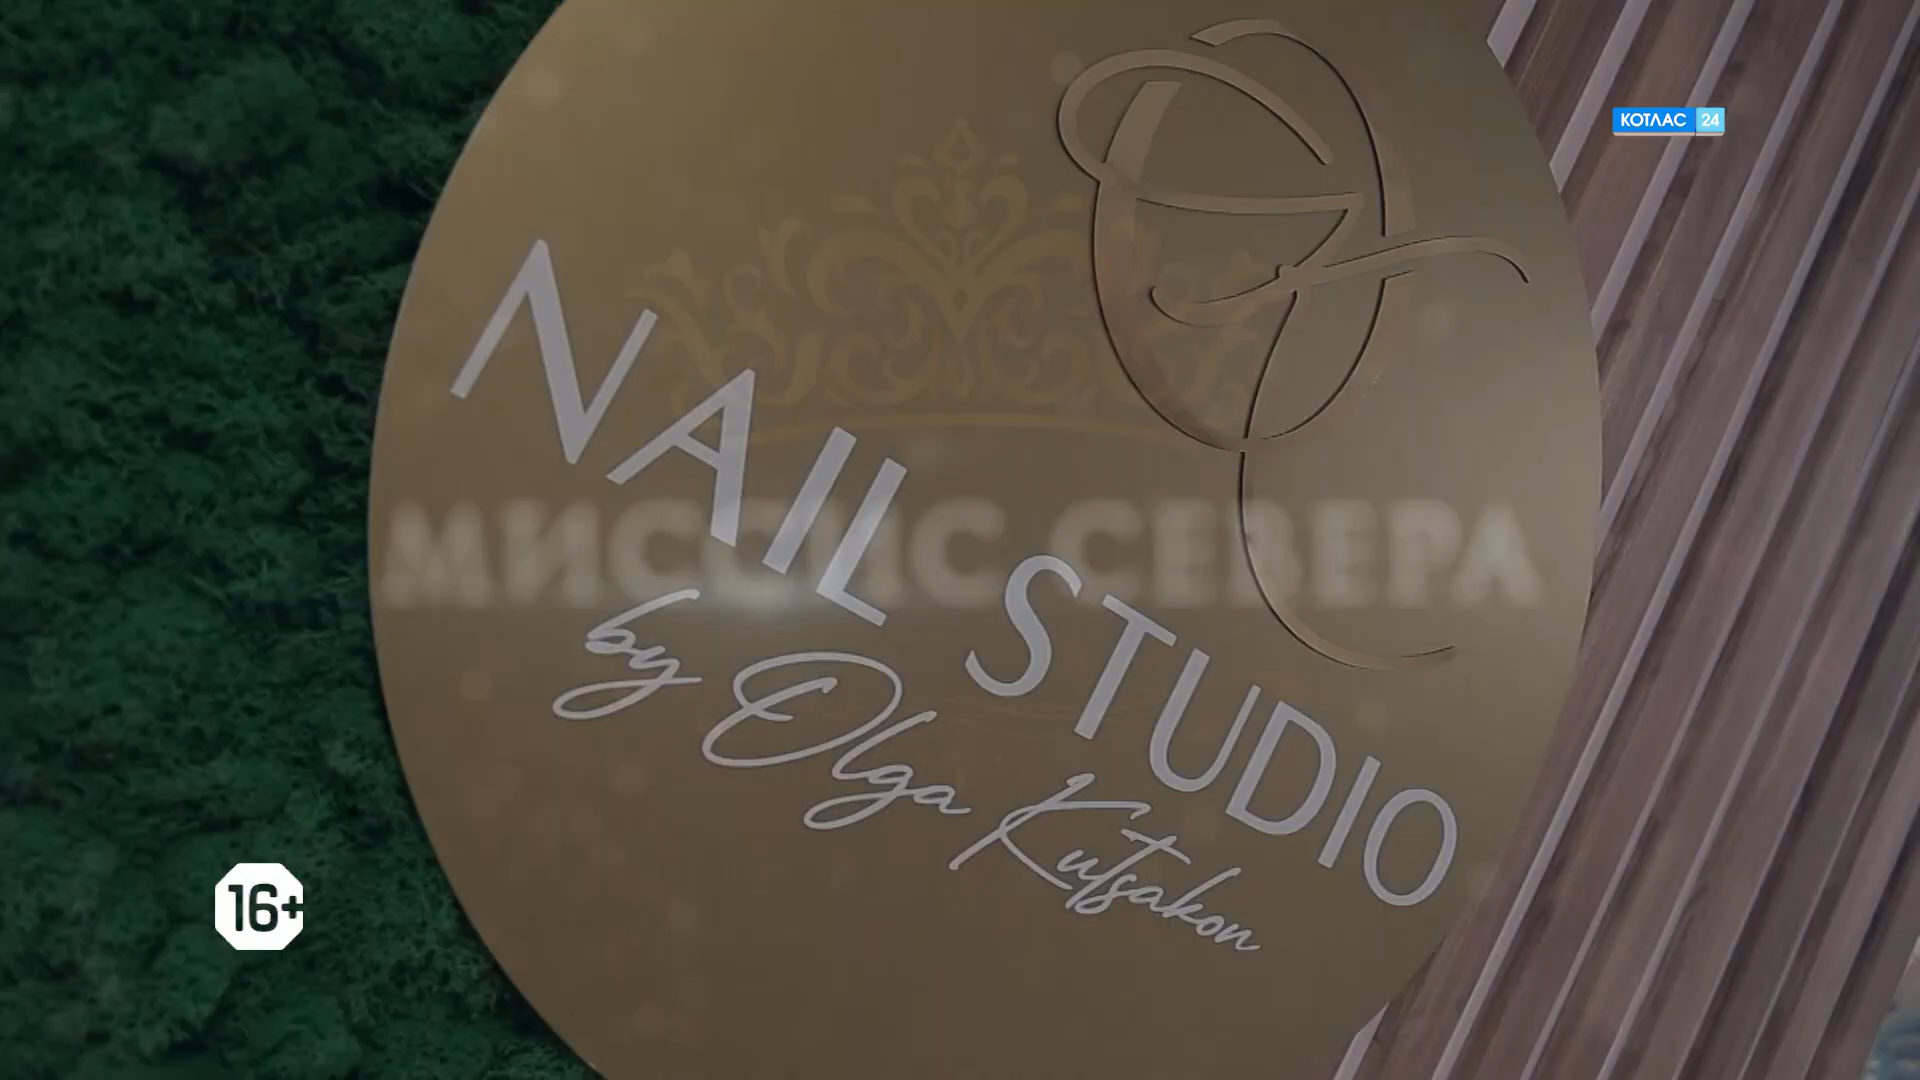 КОТЛАС 24
NAIL STUDIO
by Olga Kutsakon
МИССИС СЕВЕРА
16+